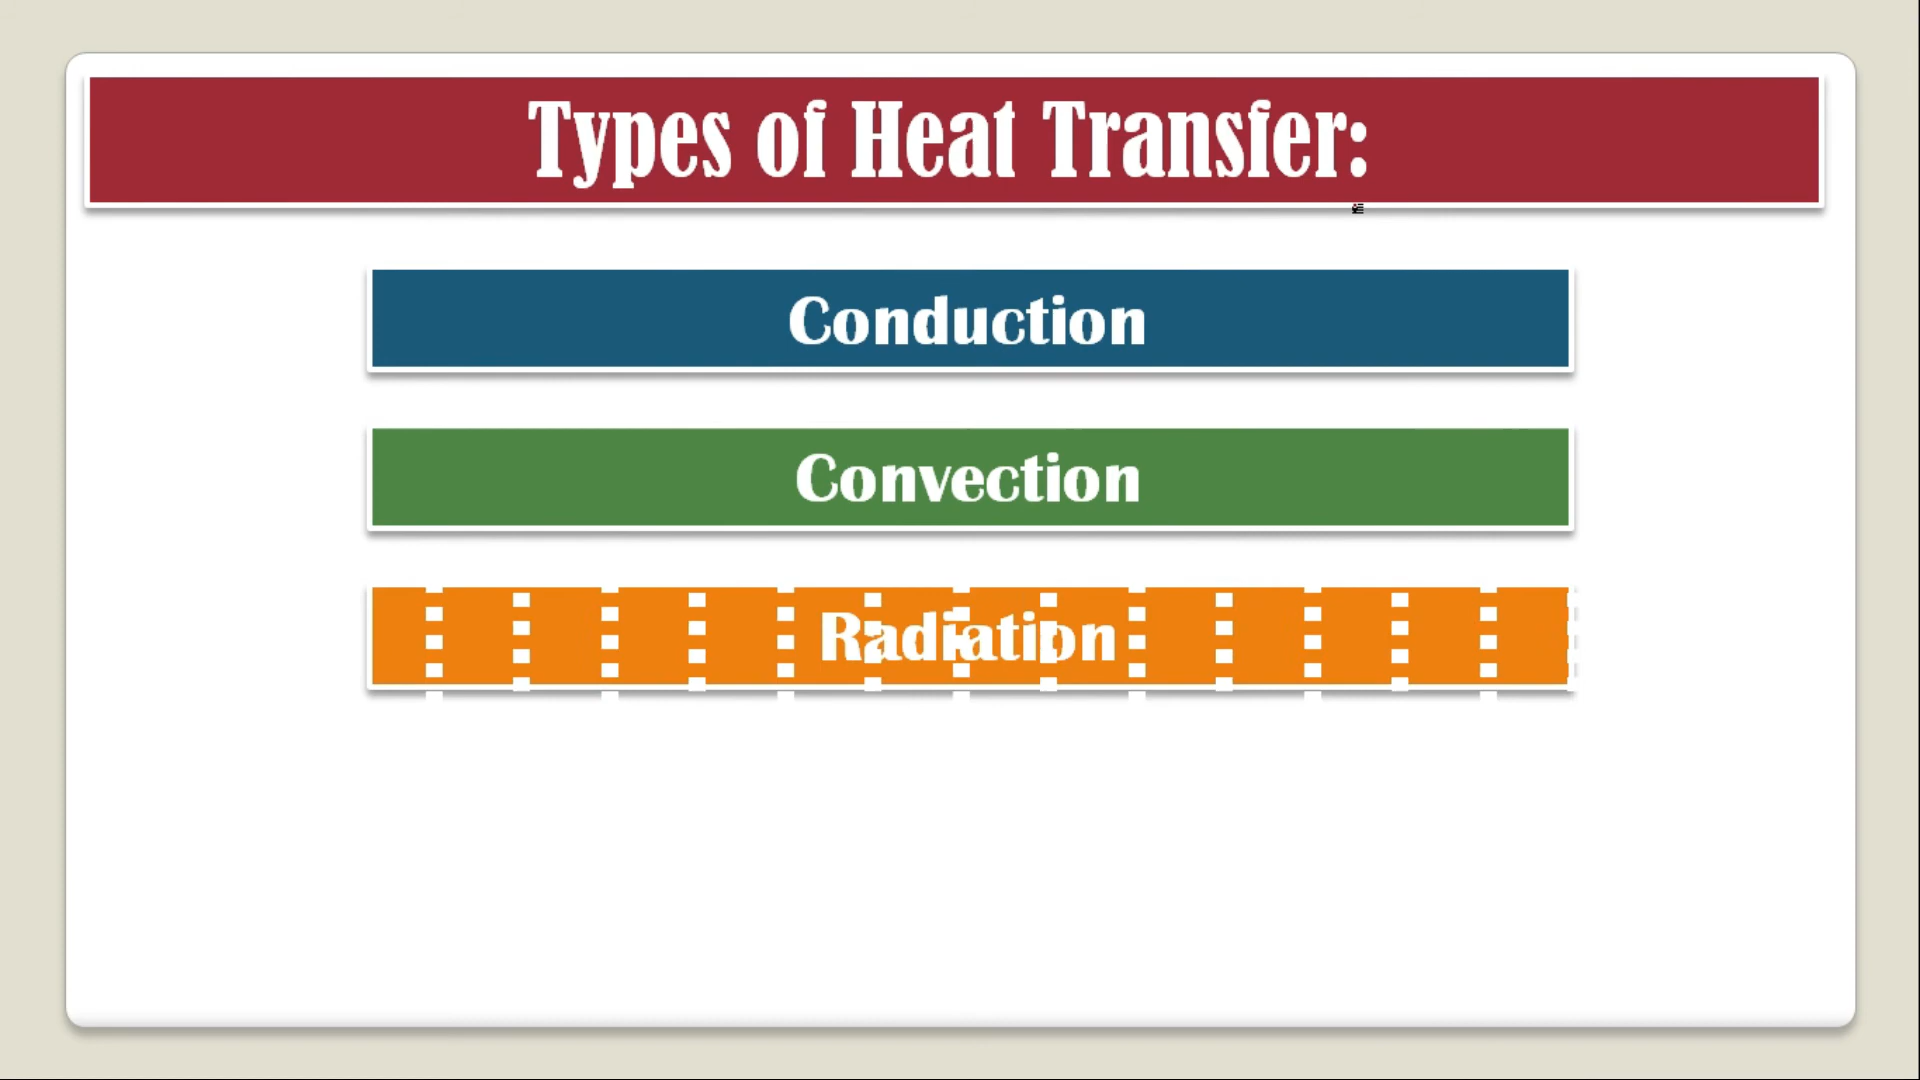 Types of Heat Transfer:
Conduction
Convection
Radiation